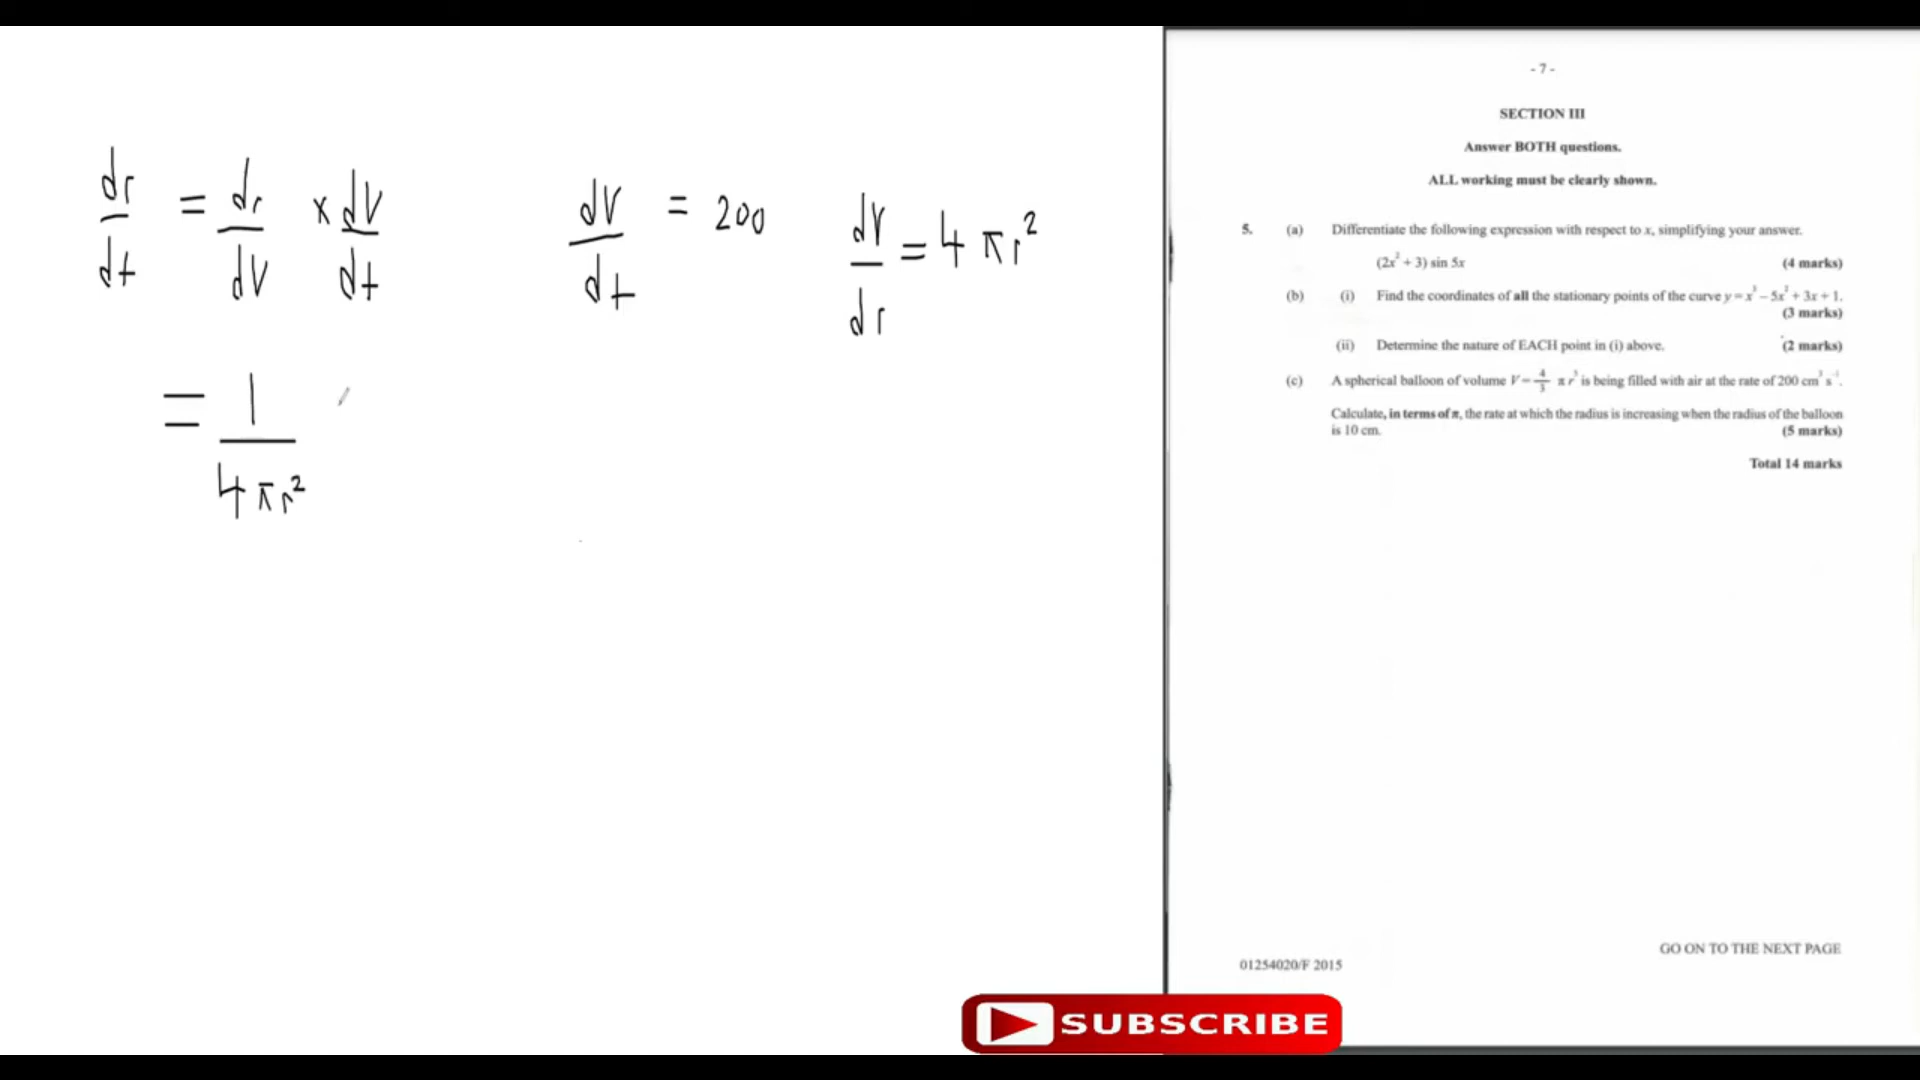 dr/dt = dr/dV × dV/dt
dV/dt = 200
dV/dr = 4πr²
= 1/4πr²
- 7 -
SECTION III
Answer BOTH questions.
ALL working must be clearly shown.
5. (a) Differentiate the following expression with respect to x, simplifying your answer.
(2x² + 3) sin 5x (4 marks)
(b) (i) Find the coordinates of all the stationary points of the curve y = x³ – 5x² + 3x + 1.
(3 marks)
(ii) Determine the nature of EACH point in (i) above. (2 marks)
(c) A spherical balloon of volume V = 4/3 π r³ is being filled with air at the rate of 200 cm³ s⁻¹.
Calculate, in terms of π, the rate at which the radius is increasing when the radius of the balloon
is 10 cm. (5 marks)
Total 14 marks
GO ON TO THE NEXT PAGE
01254020/F 2015
SUBSCRIBE